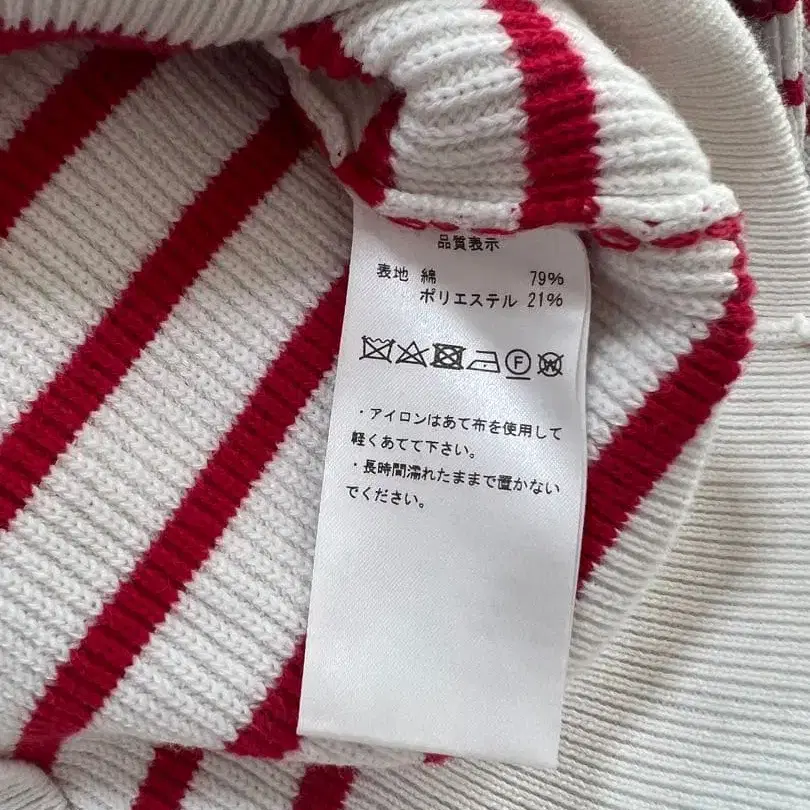 品質表示
表地 綿 79%
ポリエステル 21%
F W
・アイロンはあて布を使用して
軽くあてて下さい。
・長時間濡れたままで置かない
でください。